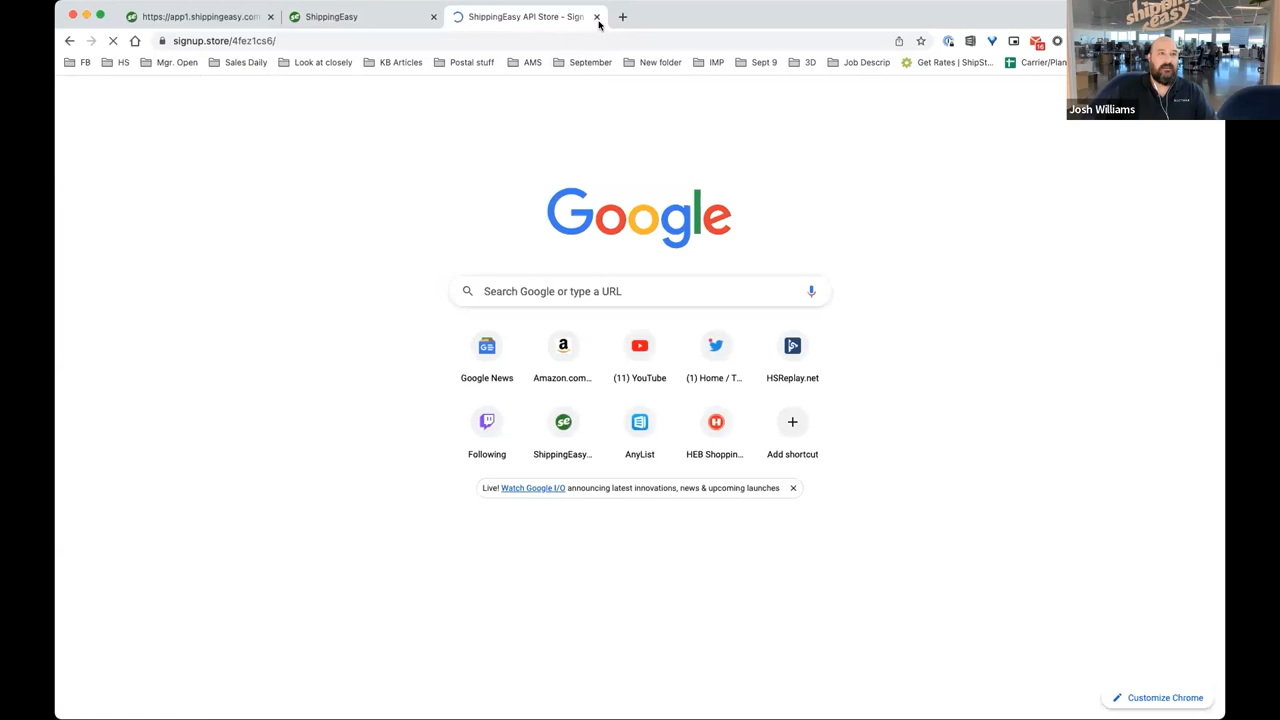 https://app1.shippingeasy.com
ShippingEasy
ShippingEasy API Store - Sign
signup.store/4fez1cs6/
16
FB
HS
Mgr. Open
Sales Daily
Look at closely
KB Articles
Postal stuff
AMS
September
New folder
IMP
Sept 9
3D
Job Descrip
Get Rates | ShipSt...
Carrier/Plan
shipping
easy
Josh Williams
Google
Search Google or type a URL
Google News
Amazon.com...
(11) YouTube
(1) Home / T...
HSReplay.net
Following
ShippingEasy...
AnyList
HEB Shoppin...
Add shortcut
Live! Watch Google I/O announcing latest innovations, news & upcoming launches
Customize Chrome